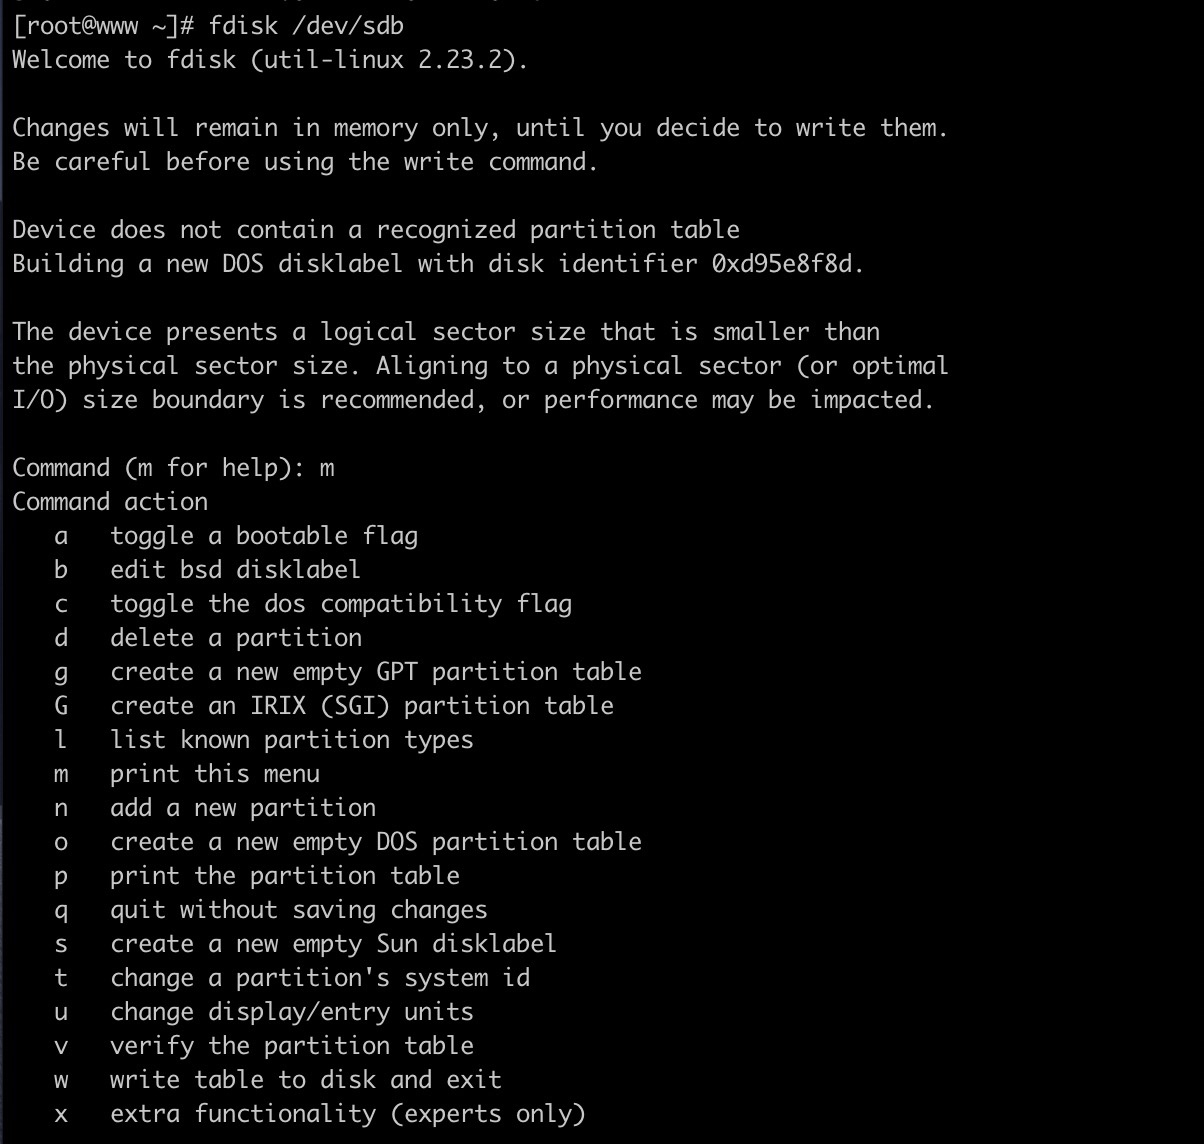 [root@www ~]# fdisk /dev/sdb
Welcome to fdisk (util-linux 2.23.2).

Changes will remain in memory only, until you decide to write them.
Be careful before using the write command.

Device does not contain a recognized partition table
Building a new DOS disklabel with disk identifier 0xd95e8f8d.

The device presents a logical sector size that is smaller than
the physical sector size. Aligning to a physical sector (or optimal
I/O) size boundary is recommended, or performance may be impacted.

Command (m for help): m
Command action
   a   toggle a bootable flag
   b   edit bsd disklabel
   c   toggle the dos compatibility flag
   d   delete a partition
   g   create a new empty GPT partition table
   G   create an IRIX (SGI) partition table
   l   list known partition types
   m   print this menu
   n   add a new partition
   o   create a new empty DOS partition table
   p   print the partition table
   q   quit without saving changes
   s   create a new empty Sun disklabel
   t   change a partition's system id
   u   change display/entry units
   v   verify the partition table
   w   write table to disk and exit
   x   extra functionality (experts only)